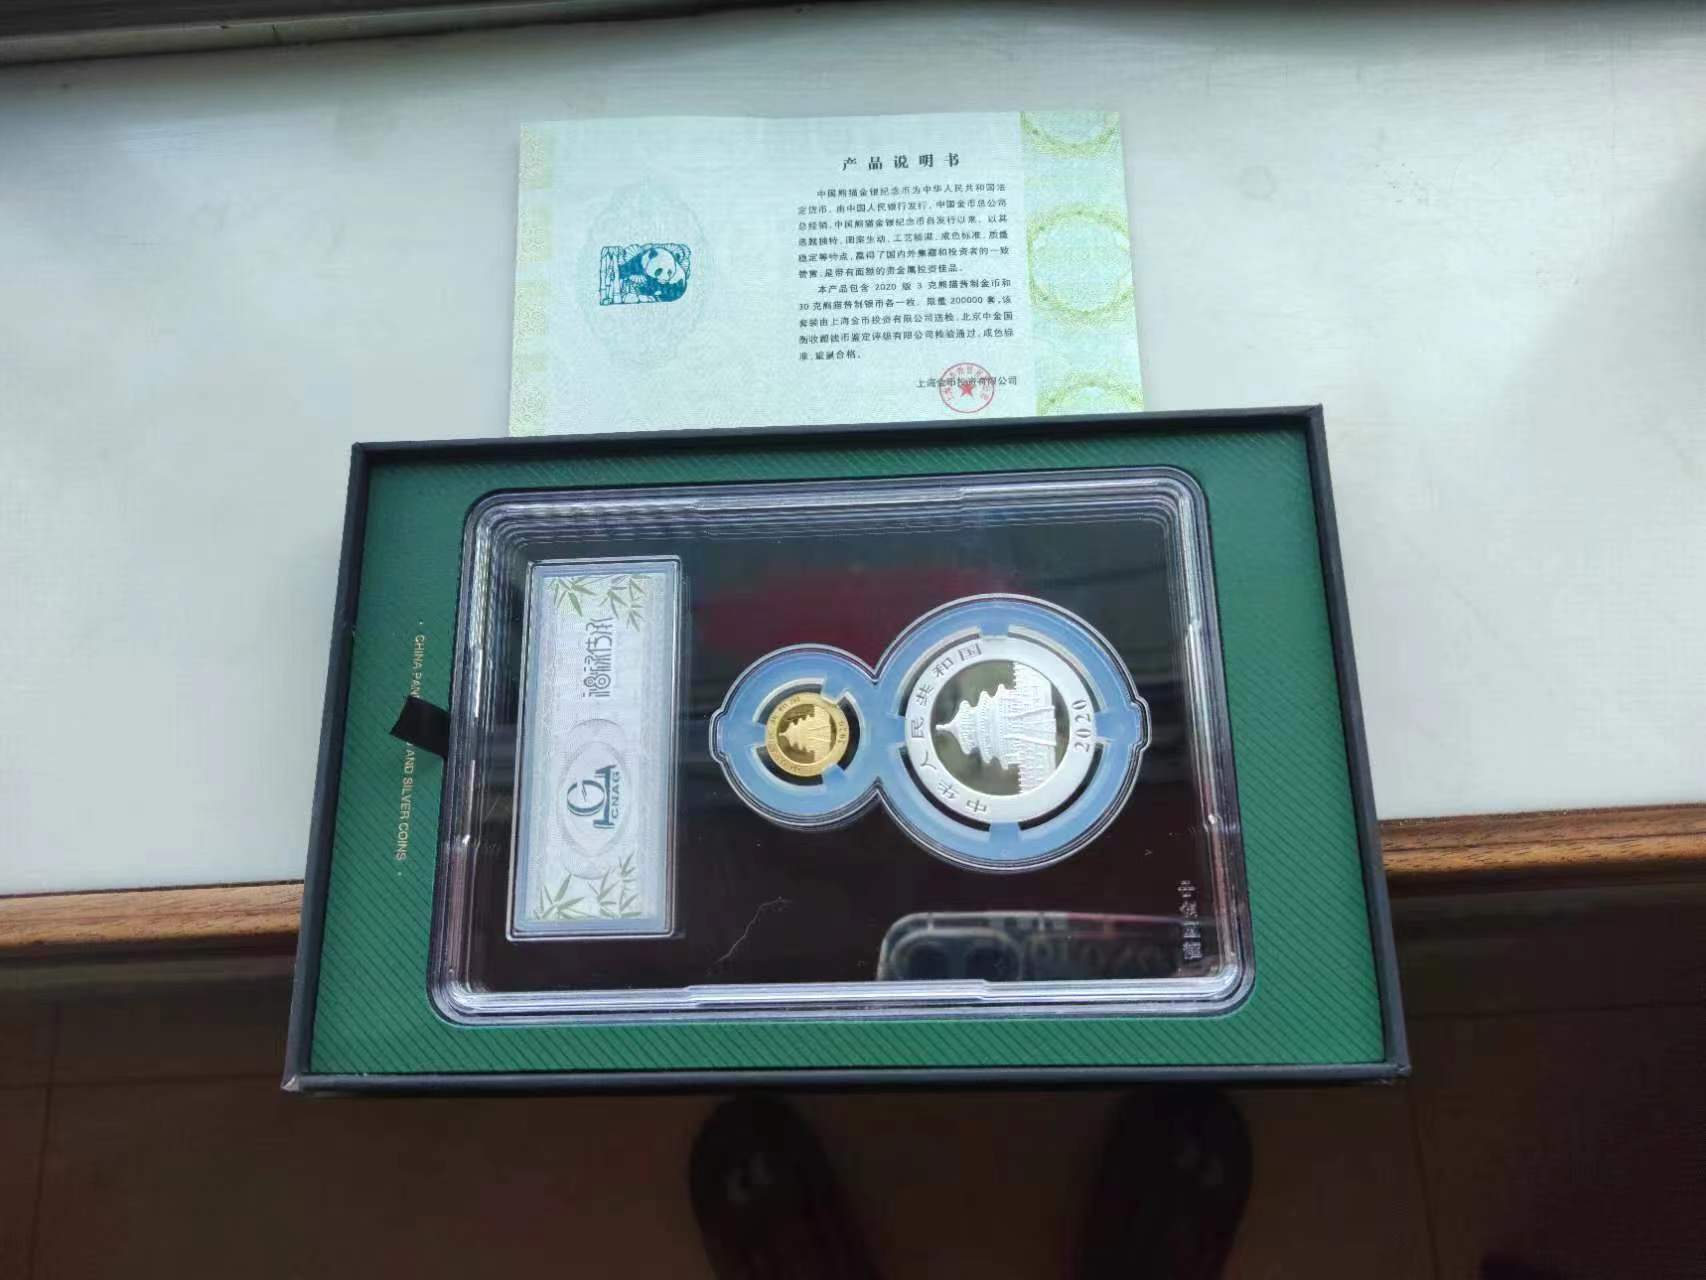 产品说明书
中国熊猫金银纪念币为中华人民共和国法
定货币，由中国人民银行发行，中国金币总公司
总经销。中国熊猫金银纪念币自发行以来，以其
选题独特，图案生动，工艺精湛，成色标准，质量
稳定等特点，赢得了国内外集藏和投资者的一致
赞赏，是带有面额的贵金属投资佳品。
本产品包含 2020 版 3 克熊猫普制金币和
30 克熊猫普制银币各一枚。限量 200000 套，该
套装由上海金币投资有限公司送检，北京中金国
衡收藏钱币鉴定评级有限公司检验通过，成色标
准，重量合格。
上海金币投资有限公司
福禄传承
CNAG
中华人民共和国
2020
AND SILVER COINS
CHINA PAN
中金国衡